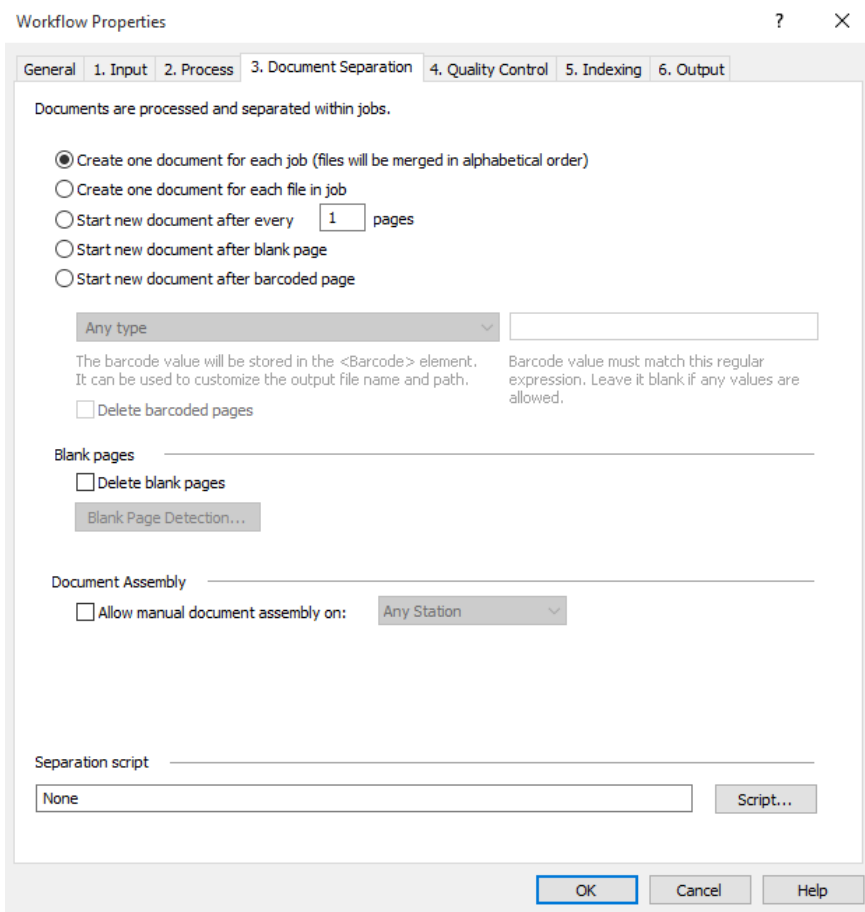 Workflow Properties ? X
General 1. Input 2. Process 3. Document Separation 4. Quality Control 5. Indexing 6. Output
Documents are processed and separated within jobs.
Create one document for each job (files will be merged in alphabetical order)
Create one document for each file in job
Start new document after every 1 pages
Start new document after blank page
Start new document after barcoded page
Any type
The barcode value will be stored in the <Barcode> element.
It can be used to customize the output file name and path.
Barcode value must match this regular
expression. Leave it blank if any values are
allowed.
Delete barcoded pages
Blank pages
Delete blank pages
Blank Page Detection...
Document Assembly
Allow manual document assembly on: Any Station
Separation script
None Script...
OK Cancel Help